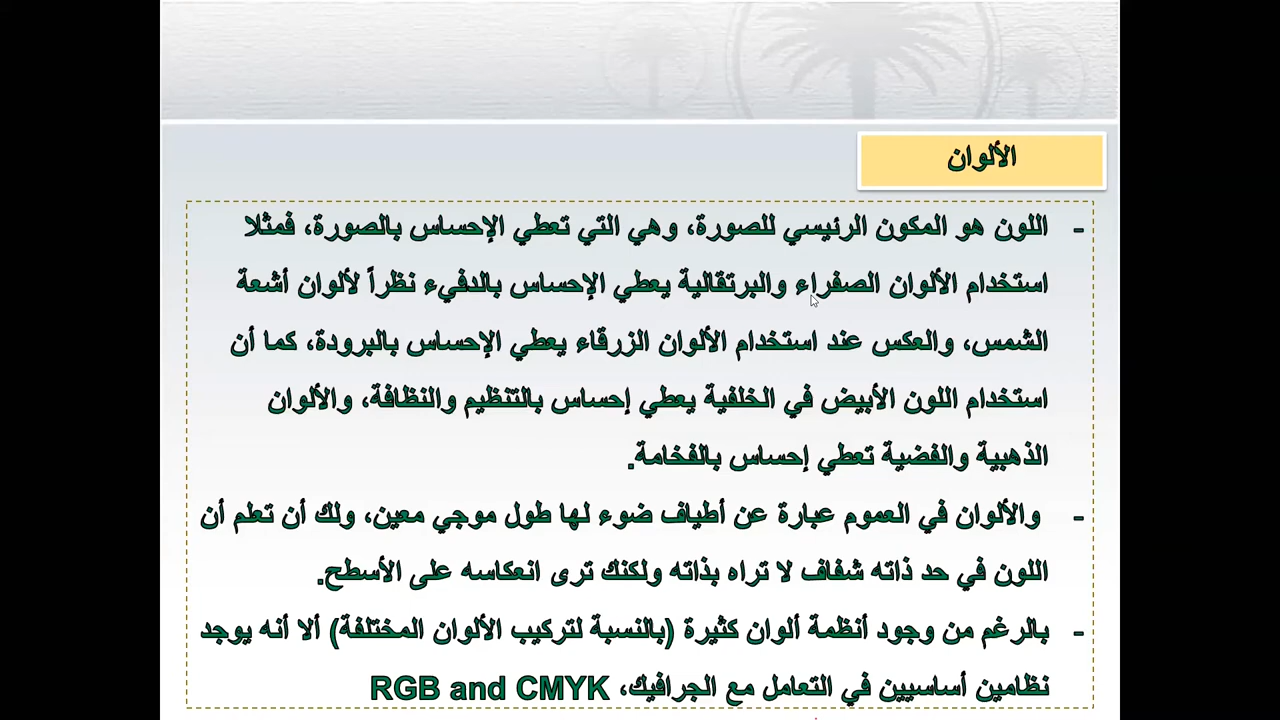 الألوان
- اللون هو المكون الرئيسي للصورة، وهي التي تعطي الإحساس بالصورة، فمثلا
استخدام الألوان الصفراء والبرتقالية يعطي الإحساس بالدفيء نظراً لألوان أشعة
الشمس، والعكس عند استخدام الألوان الزرقاء يعطي الإحساس بالبرودة، كما أن
استخدام اللون الأبيض في الخلفية يعطي إحساس بالتنظيم والنظافة، والألوان
الذهبية والفضية تعطي إحساس بالفخامة.
- والألوان في العموم عبارة عن أطياف ضوء لها طول موجي معين، ولك أن تعلم أن
اللون في حد ذاته شفاف لا تراه بذاته ولكنك ترى انعكاسه على الأسطح.
- بالرغم من وجود أنظمة ألوان كثيرة (بالنسبة لتركيب الألوان المختلفة) ألا أنه يوجد
نظامين أساسيين في التعامل مع الجرافيك، RGB and CMYK